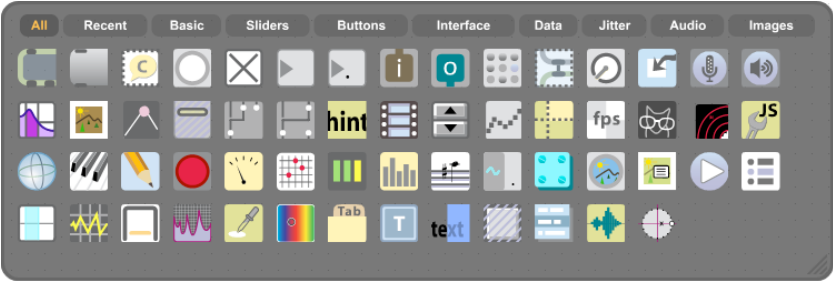 All Recent Basic Sliders Buttons Interface Data Jitter Audio Images
C i o
hint fps JS
Tab T text